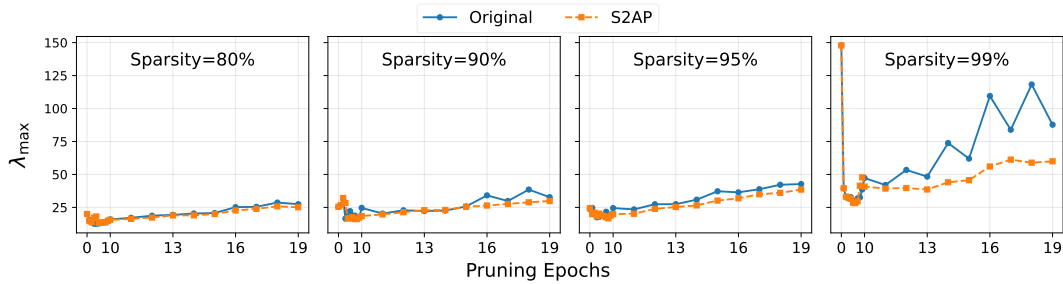 Original S2AP
Sparsity=80% Sparsity=90% Sparsity=95% Sparsity=99%
150
125
100
75
50
25
λmax
0 10 13 16 19 0 10 13 16 19 0 10 13 16 19 0 10 13 16 19
Pruning Epochs